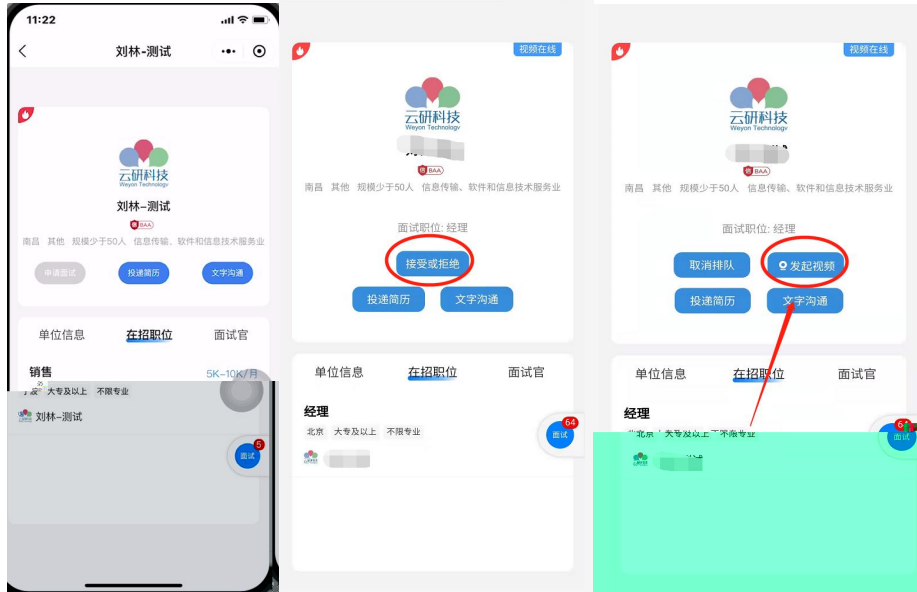 11:22
刘林-测试
云研科技
Weyon Technology
刘林-测试
信 BAA
南昌 其他 规模少于50人 信息传输、软件和信息技术服务业
申请面试 投递简历 文字沟通
单位信息 在招职位 面试官
销售 5K-10K/月
大专及以上 不限专业
刘林-测试
5
面试
视频在线
云研科技
Weyon Technology
信 BAA
南昌 其他 规模少于50人 信息传输、软件和信息技术服务业
面试职位: 经理
接受或拒绝
投递简历 文字沟通
单位信息 在招职位 面试官
经理
北京 大专及以上 不限专业
64
面试
视频在线
云研科技
Weyon Technology
信 BAA
南昌 其他 规模少于50人 信息传输、软件和信息技术服务业
面试职位: 经理
取消排队 发起视频
投递简历 文字沟通
单位信息 在招职位 面试官
经理
北京 大专及以上 不限专业
面试